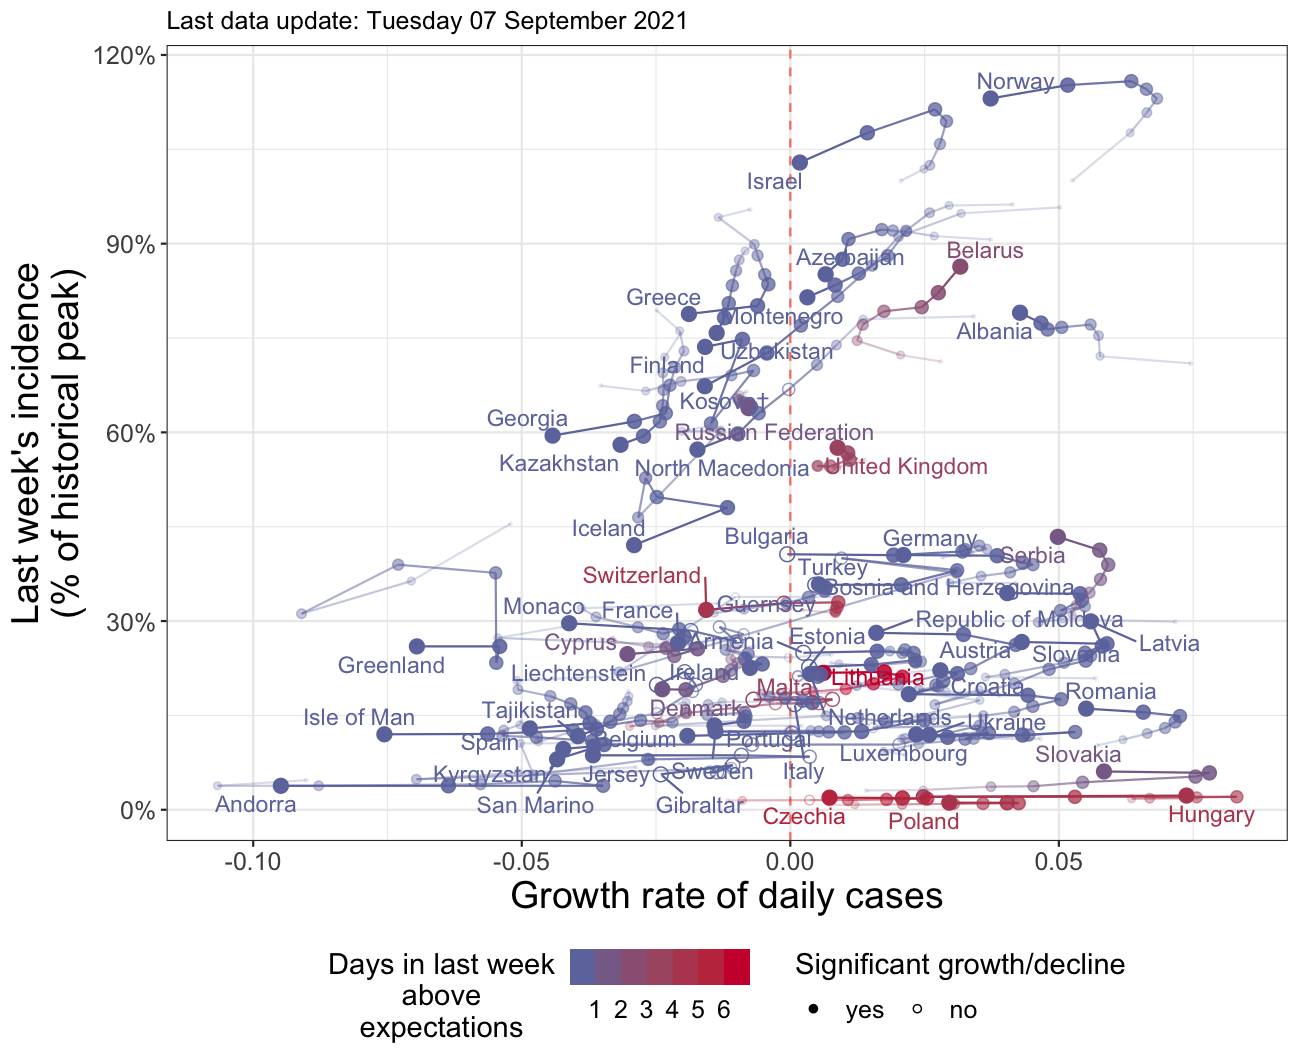 Last data update: Tuesday 07 September 2021
120%
90%
60%
30%
0%
Last week's incidence
(% of historical peak)
Norway
Israel
Azerbaijan
Belarus
Greece
Montenegro
Albania
Uzbekistan
Finland
Kosovo†
Georgia
Russian Federation
Kazakhstan
North Macedonia
United Kingdom
Iceland
Bulgaria
Germany
Serbia
Switzerland
Turkey
Bosnia and Herzegovina
Monaco
France
Guernsey
Republic of Moldova
Cyprus
Armenia
Estonia
Latvia
Greenland
Austria
Slovenia
Liechtenstein
Ireland
Lithuania
Malta
Croatia
Romania
Isle of Man
Tajikistan
Denmark
Netherlands
Ukraine
Spain
Belgium
Portugal
Luxembourg
Slovakia
Kyrgyzstan
Jersey
Sweden
Italy
Andorra
San Marino
Gibraltar
Czechia
Poland
Hungary
-0.10
-0.05
0.00
0.05
Growth rate of daily cases
Days in last week
above
expectations
1 2 3 4 5 6
Significant growth/decline
yes
no